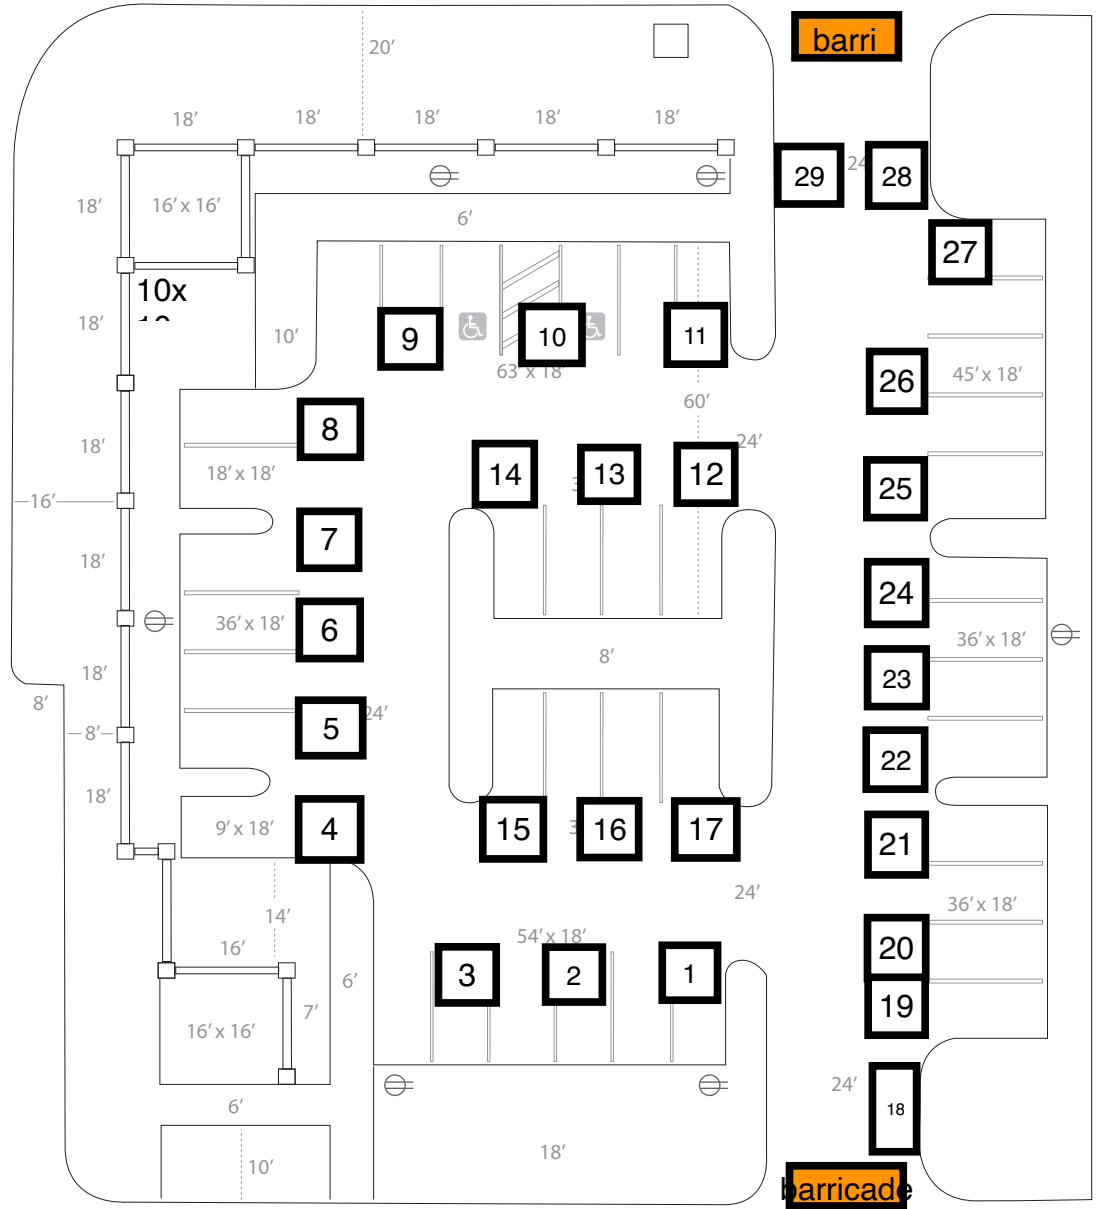 barri
20’
18’ 18’ 18’ 18’ 18’
29 24 28
18’ 16’ x 16’
6’
27
10x
18’
10’
9 10 11
63’ x 18’
26 45’ x 18’
60’
8
24’
18’
18’ x 18’
14 13 12
25
16’
7
18’
24
36’ x 18’ 6
36’ x 18’
8’
18’
23
8’
24’
5
8’
22
18’
9’ x 18’ 4
15 16 17
21
24’
36’ x 18’
14’
54’ x 18’
16’
20
6’
3 2 1
7’
19
16’ x 16’
24’
6’
18
18’
10’
barricade